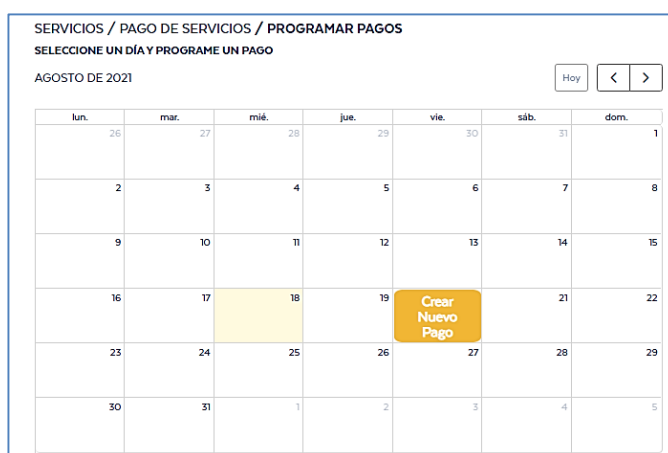 SERVICIOS / PAGO DE SERVICIOS / PROGRAMAR PAGOS
SELECCIONE UN DÍA Y PROGRAME UN PAGO
AGOSTO DE 2021
Hoy < >
lun. mar. mié. jue. vie. sáb. dom.
26 27 28 29 30 31 1
2 3 4 5 6 7 8
9 10 11 12 13 14 15
16 17 18 19 21 22
Crear
Nuevo
Pago
23 24 25 26 27 28 29
30 31 1 2 3 4 5